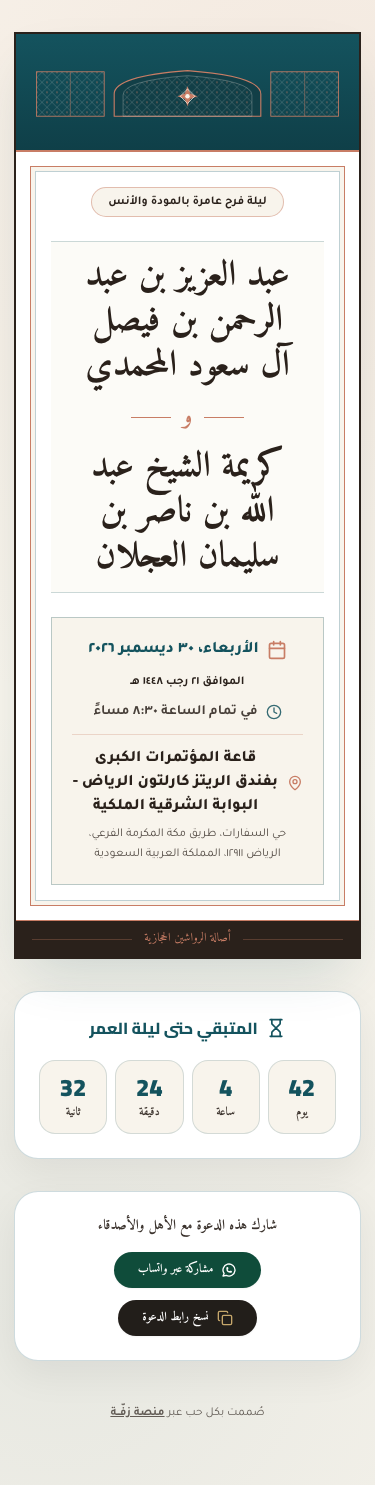 ليلة فرح عامرة بالمودة والأنس
عبد العزيز بن عبد
الرحمن بن فيصل
آل سعود المحمدي
و
كريمة الشيخ عبد
الله بن ناصر بن
سليمان العجلان
الأربعاء، ٣٠ ديسمبر ٢٠٢٦
الموافق ٢١ رجب ١٤٤٨ هـ
في تمام الساعة ٨:٣٠ مساءً
قاعة المؤتمرات الكبرى
بفندق الريتز كارلتون الرياض -
البوابة الشرقية الملكية
حي السفارات، طريق مكة المكرمة الفرعي،
الرياض ١٢٩١١، المملكة العربية السعودية
أصالة الرواشين الحجازية
المتبقي حتى ليلة العمر
42 4 24 32
يوم ساعة دقيقة ثانية
شارك هذه الدعوة مع الأهل والأصدقاء
مشاركة عبر واتساب
نسخ رابط الدعوة
صُممت بكل حب عبر منصة زفّـة